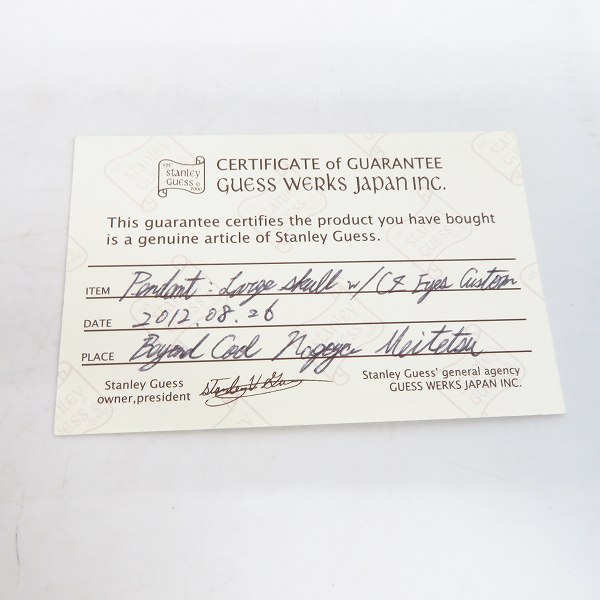 Stanley
Guess
CERTIFICATE of GUARANTEE
GUESS WERKS JAPAN INC.
This guarantee certifies the product you have bought
is a genuine article of Stanley Guess.
ITEM Pendant : Large skull w/ CZ Eyes Custom
DATE 2012.08.26
PLACE Beyond Cool Nagoya Meitetsu
Stanley Guess
owner,president
Stanley Guess' general agency
GUESS WERKS JAPAN INC.